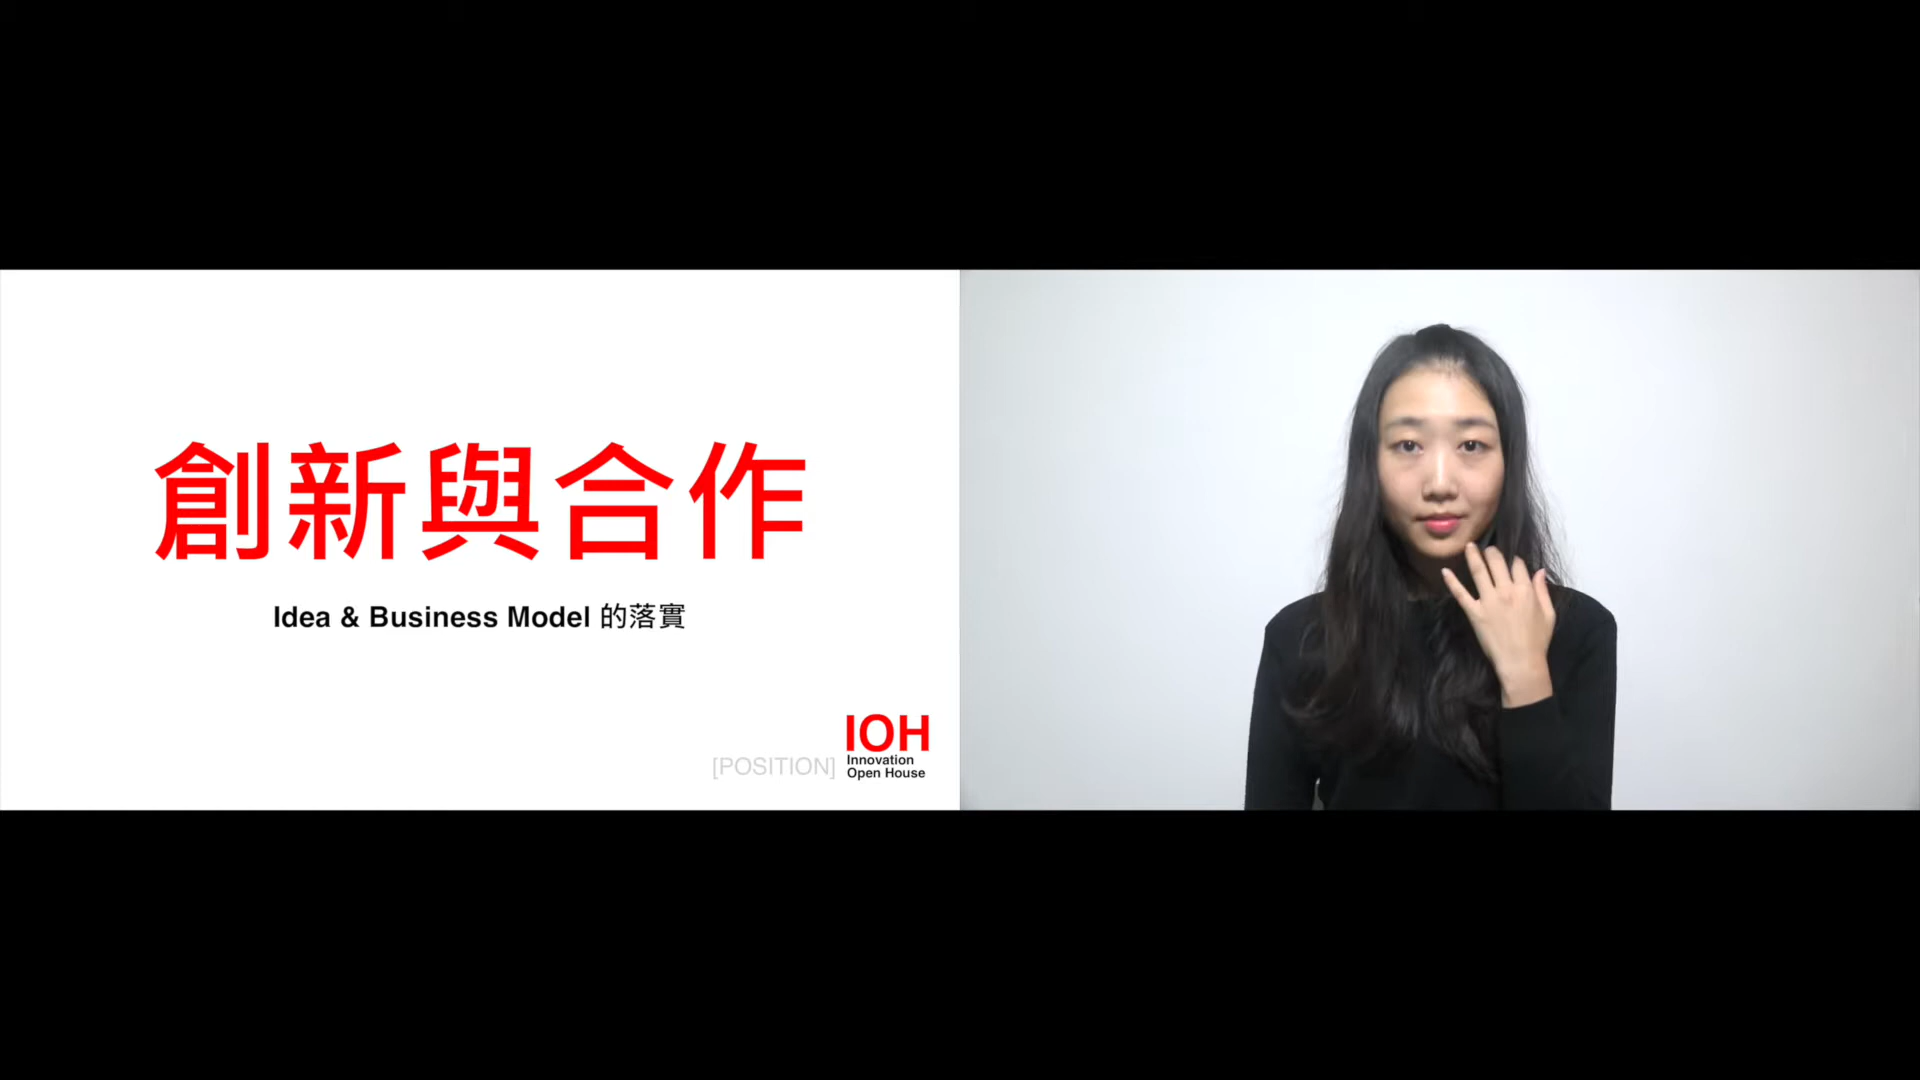 創新與合作
Idea & Business Model 的落實
[POSITION]
IOH
Innovation
Open House